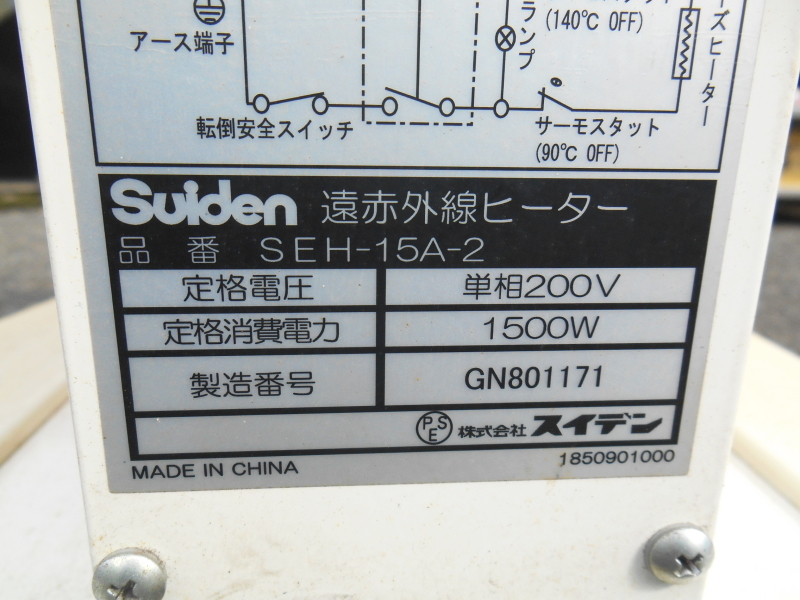 アース端子
ランプ
(140℃ OFF)
ズヒーター
転倒安全スイッチ
サーモスタット
(90℃ OFF)
Suiden 遠赤外線ヒーター
品番 SEH-15A-2
定格電圧 単相200V
定格消費電力 1500W
製造番号 GN801171
PSE 株式会社 スイデン
MADE IN CHINA 1850901000